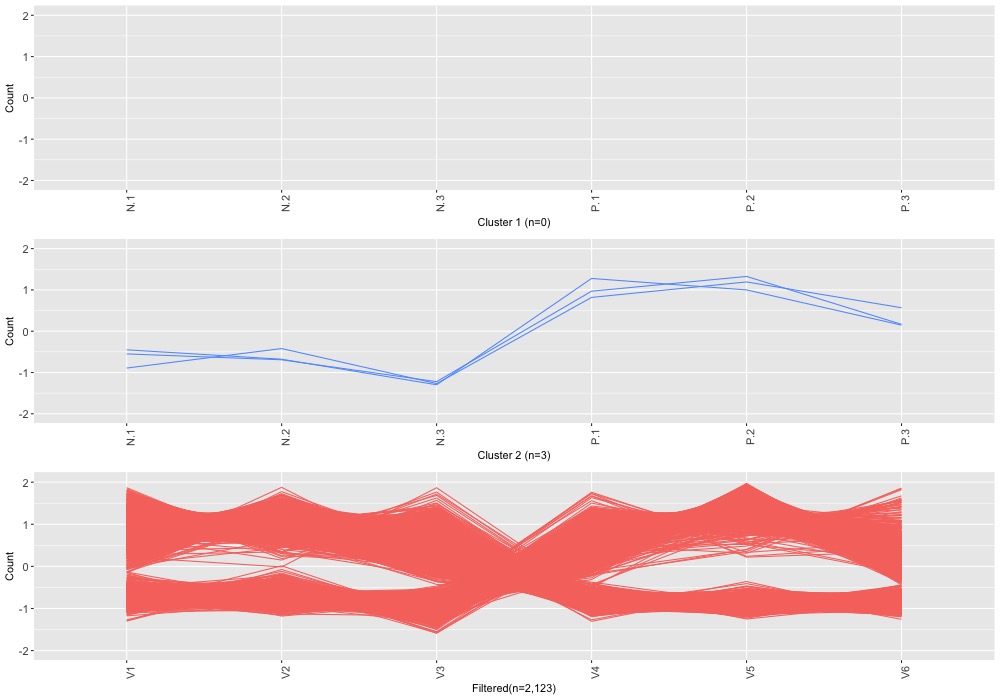 Count
2
1
0
-1
-2
N.1 N.2 N.3 P.1 P.2 P.3
Cluster 1 (n=0)
Count
2
1
0
-1
-2
N.1 N.2 N.3 P.1 P.2 P.3
Cluster 2 (n=3)
Count
2
1
0
-1
-2
V1 V2 V3 V4 V5 V6
Filtered(n=2,123)